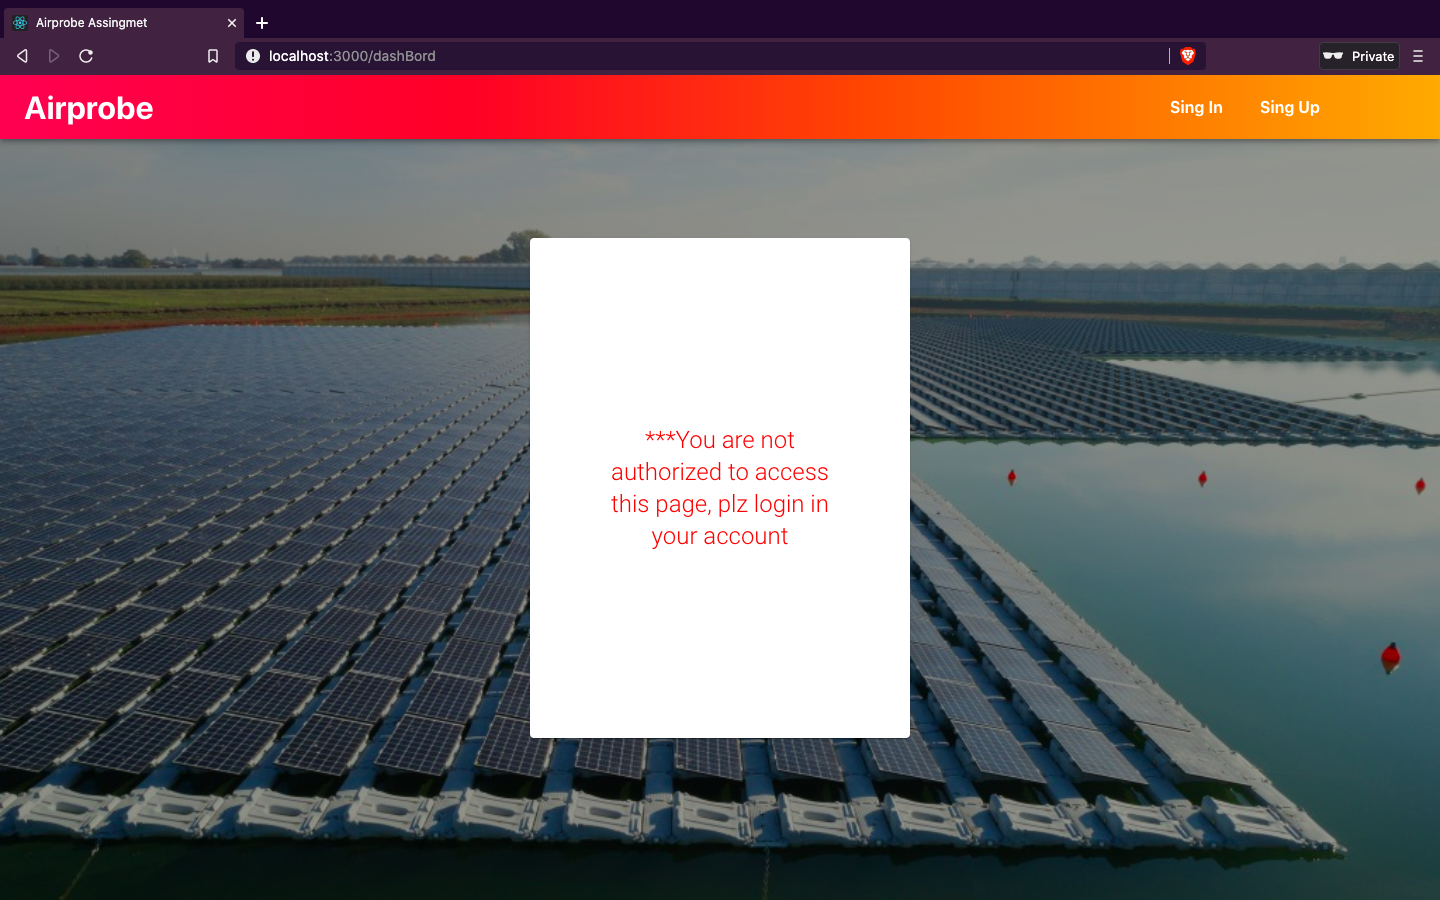 Airprobe Assingmet
localhost:3000/dashBord
Private
Airprobe
Sing In
Sing Up
***You are not
authorized to access
this page, plz login in
your account